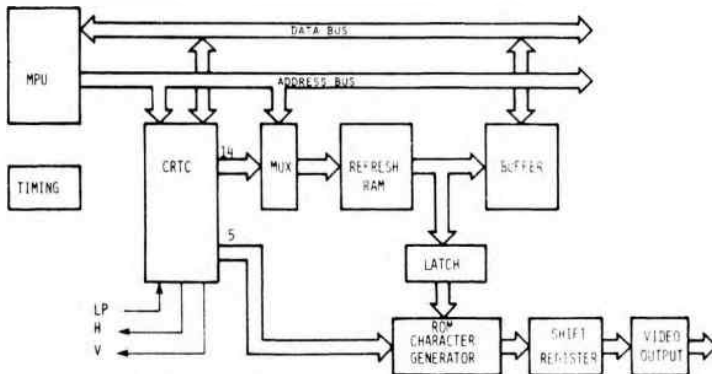 DATA BUS
MPU
ADDRESS BUS
14
CRTC
MUX
REFRESH
RAM
BUFFER
TIMING
5
LATCH
LP
H
V
ROM
CHARACTER
GENERATOR
SHIFT
REGISTER
VIDEO
OUTPUT